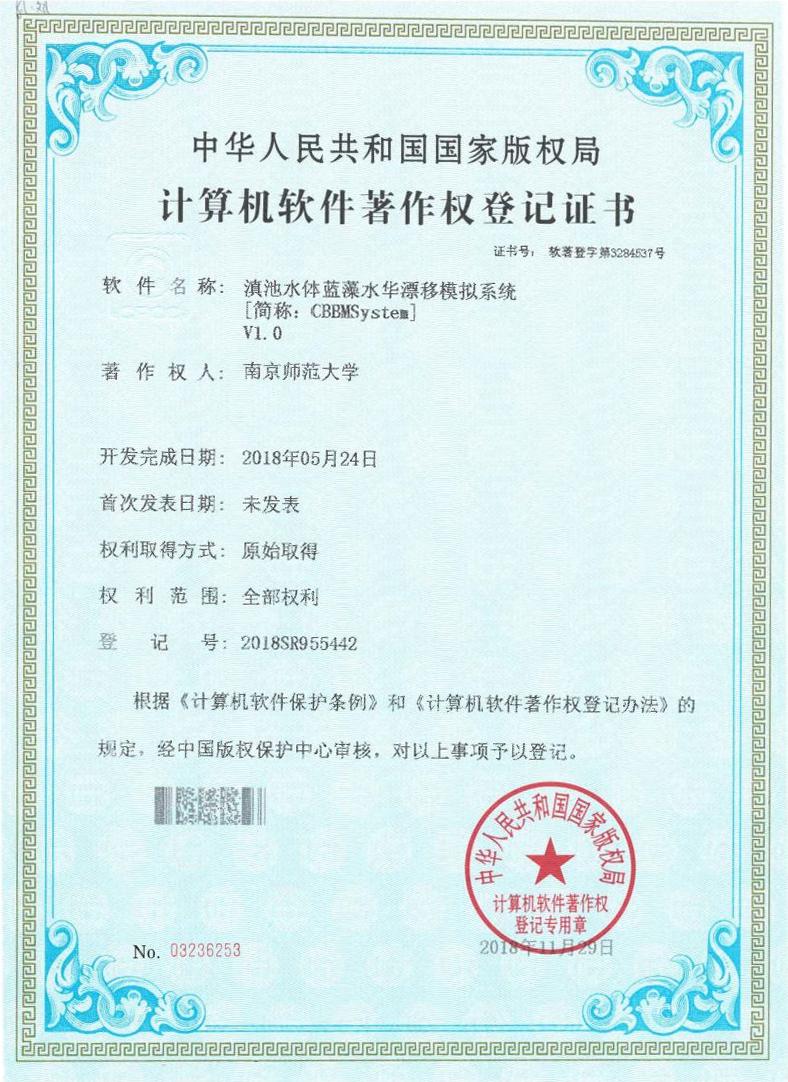 中华人民共和国国家版权局
计算机软件著作权登记证书
证书号： 软著登字第3284537号
软件名称： 滇池水体蓝藻水华漂移模拟系统
[简称：CBBMSystem]
V1.0
著作权人： 南京师范大学
开发完成日期： 2018年05月24日
首次发表日期： 未发表
权利取得方式： 原始取得
权利范围： 全部权利
登记号： 2018SR955442
根据《计算机软件保护条例》和《计算机软件著作权登记办法》的
规定，经中国版权保护中心审核，对以上事项予以登记。
中华人民共和国国家版权局
计算机软件著作权
登记专用章
No. 03236253
2018年11月29日